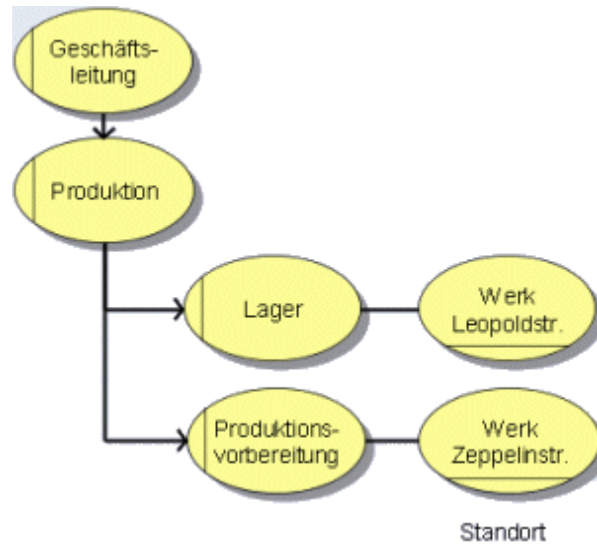 Geschäfts-
leitung
Produktion
Lager
Werk
Leopoldstr.
Produktions-
vorbereitung
Werk
Zeppelinstr.
Standort